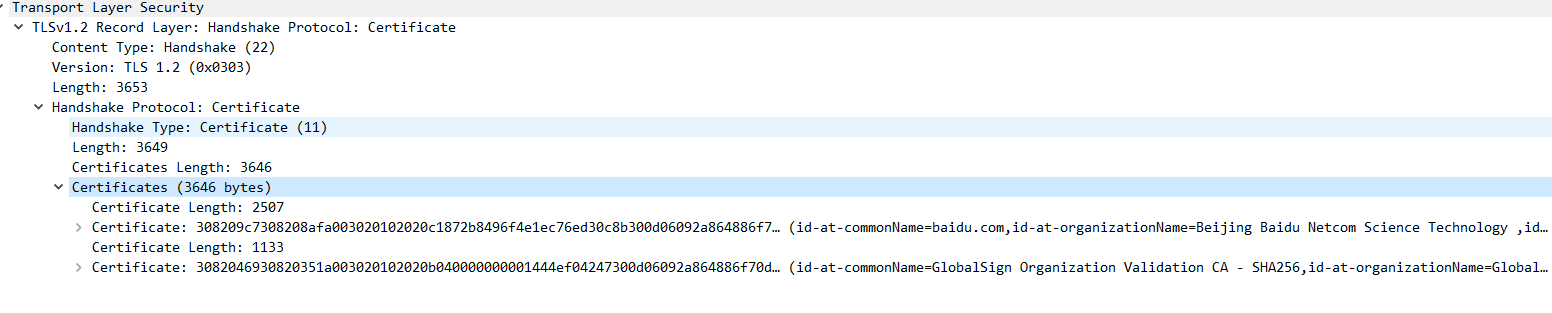 Transport Layer Security
TLSv1.2 Record Layer: Handshake Protocol: Certificate
Content Type: Handshake (22)
Version: TLS 1.2 (0x0303)
Length: 3653
Handshake Protocol: Certificate
Handshake Type: Certificate (11)
Length: 3649
Certificates Length: 3646
Certificates (3646 bytes)
Certificate Length: 2507
Certificate: 308209c7308208afa003020102020c1872b8496f4e1ec76ed30c8b300d06092a864886f7… (id-at-commonName=baidu.com,id-at-organizationName=Beijing Baidu Netcom Science Technology ,id…
Certificate Length: 1133
Certificate: 3082046930820351a003020102020b040000000001444ef04247300d06092a864886f70d… (id-at-commonName=GlobalSign Organization Validation CA - SHA256,id-at-organizationName=Global…